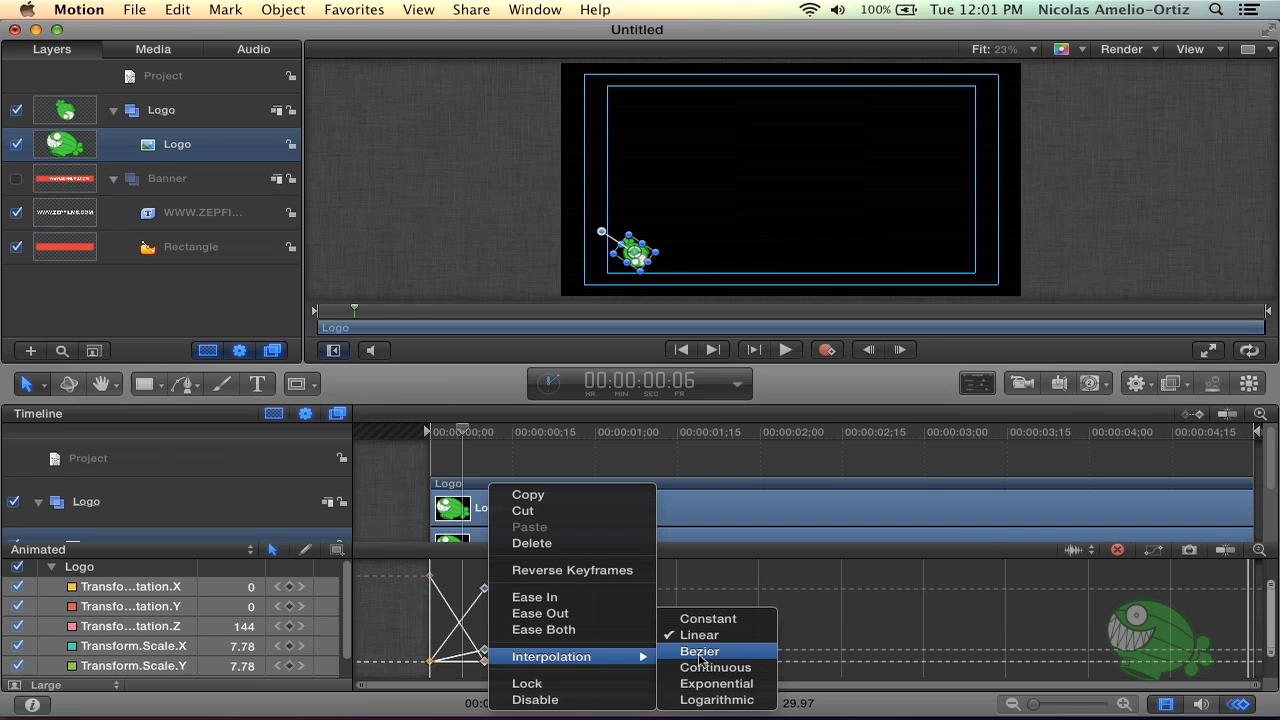 Motion File Edit Mark Object Favorites View Share Window Help 100% Tue 12:01 PM Nicolas Amelio-Ortiz
Untitled
Layers Media Audio Fit: 23% Render View
Project
Logo
Logo
Banner
WWW.ZEPFI...
Rectangle
Logo
00:00:00:06
HR MIN SEC FR
Timeline
00:00:00;15 00:00:01;00 00:00:01;15 00:00:02;00 00:00:02;15 00:00:03;00 00:00:03;15 00:00:04;00 00:00:04;15
Project
Logo
Logo
Animated
Logo
Transfo...tation.X 0
Transfo...tation.Y 0
Transfo...tation.Z 144
Transform.Scale.X 7.78
Transform.Scale.Y 7.78
Large
Copy
Cut
Paste
Delete
Reverse Keyframes
Ease In
Ease Out
Ease Both
Interpolation
Lock
Disable
Constant
Linear
Bezier
Continuous
Exponential
Logarithmic
29.97